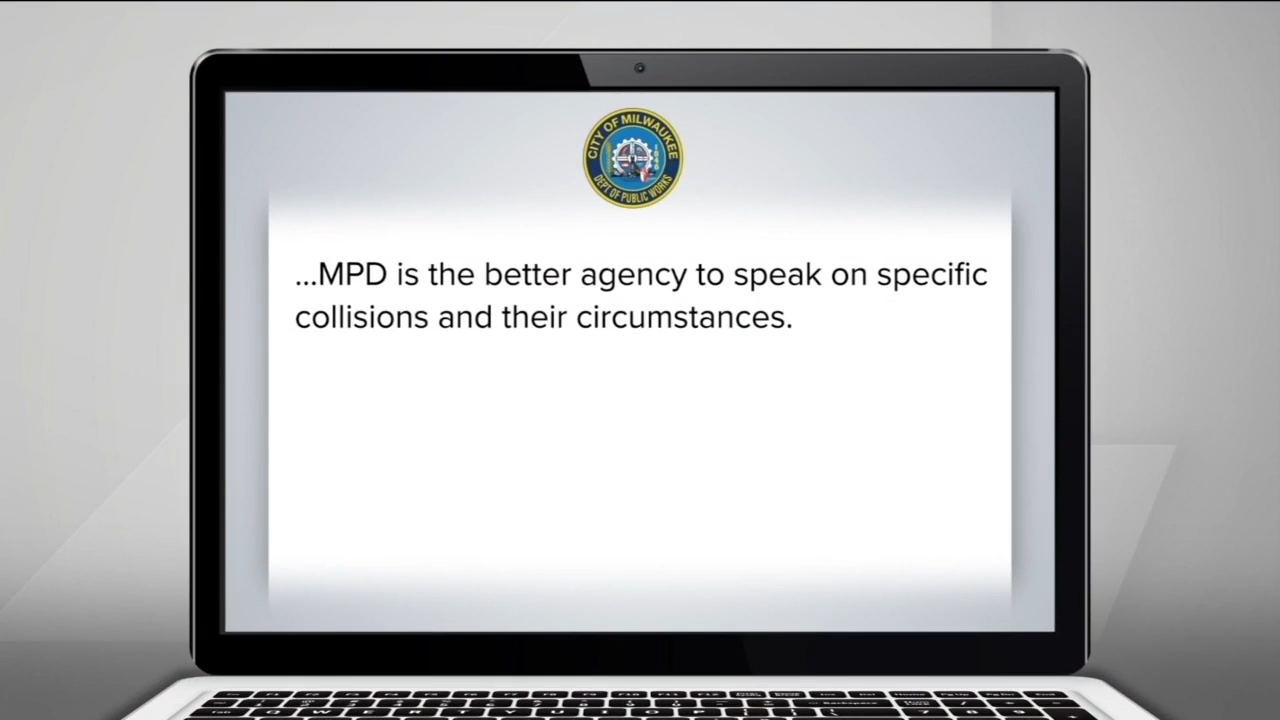 CITY OF MILWAUKEE
DEPT OF PUBLIC WORKS
...MPD is the better agency to speak on specific
collisions and their circumstances.